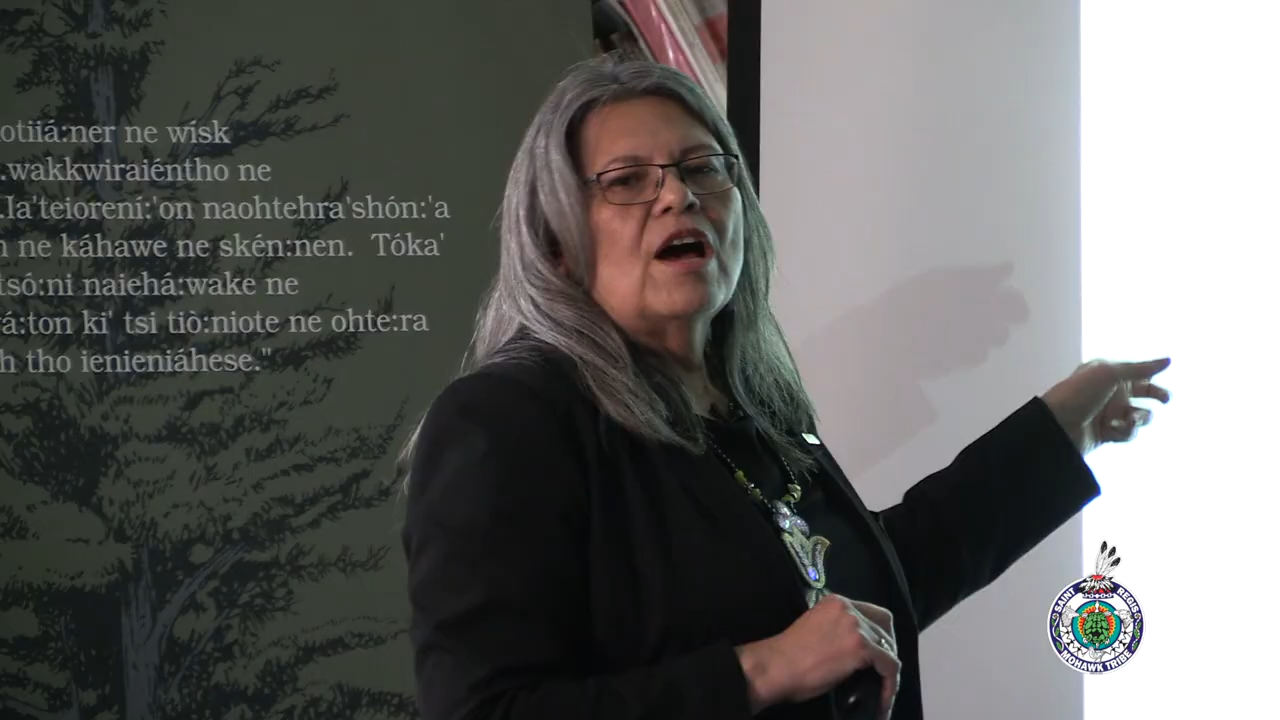 otiiá:ner ne wísk
.wakkwiraiéntho ne
.Ia'teiorení:'on naohtehra'shón:'a
n ne káhawe ne skén:nen. Tóka'
tsó:ni naiehá:wake ne
á:ton ki' tsi tiò:niote ne ohte:ra
h tho ienieniáhese."
SAINT REGIS
MOHAWK TRIBE